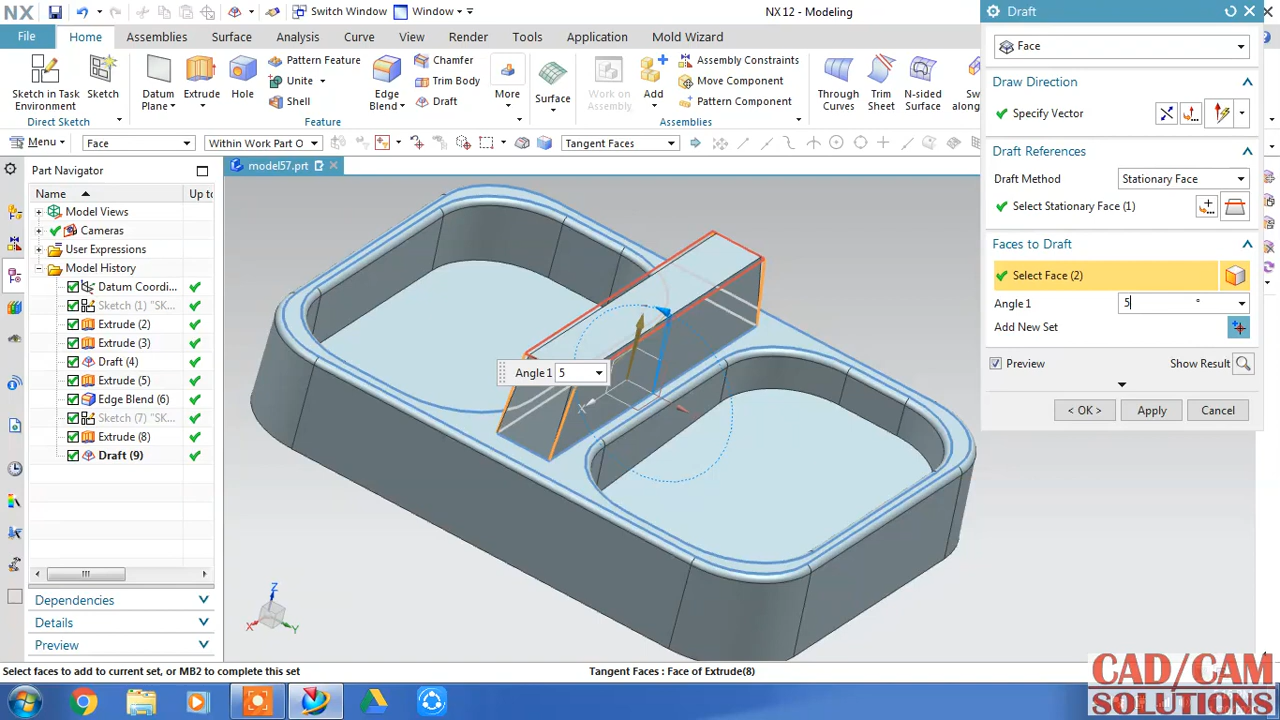 NX
Switch Window
Window
NX 12 - Modeling
Draft
File
Home
Assemblies
Surface
Analysis
Curve
View
Render
Tools
Application
Mold Wizard
Sketch in Task Environment
Sketch
Direct Sketch
Datum Plane
Extrude
Hole
Pattern Feature
Unite
Shell
Edge Blend
Chamfer
Trim Body
Draft
More
Feature
Surface
Work on Assembly
Add
Assembly Constraints
Move Component
Pattern Component
Assemblies
Through Curves
Trim Sheet
N-sided Surface
Swe along
Menu
Face
Within Work Part O
Tangent Faces
Part Navigator
model57.prt
Name
Up to
Model Views
Cameras
User Expressions
Model History
Datum Coordi...
Sketch (1) "SK...
Extrude (2)
Extrude (3)
Draft (4)
Extrude (5)
Edge Blend (6)
Sketch (7) "SK...
Extrude (8)
Draft (9)
Dependencies
Details
Preview
Angle 1 5
X
Z
X
Y
Face
Draw Direction
Specify Vector
Draft References
Draft Method Stationary Face
Select Stationary Face (1)
Faces to Draft
Select Face (2)
Angle 1 5 °
Add New Set
Preview
Show Result
< OK >
Apply
Cancel
Select faces to add to current set, or MB2 to complete this set
Tangent Faces : Face of Extrude(8)
CAD/CAM
SOLUTIONS